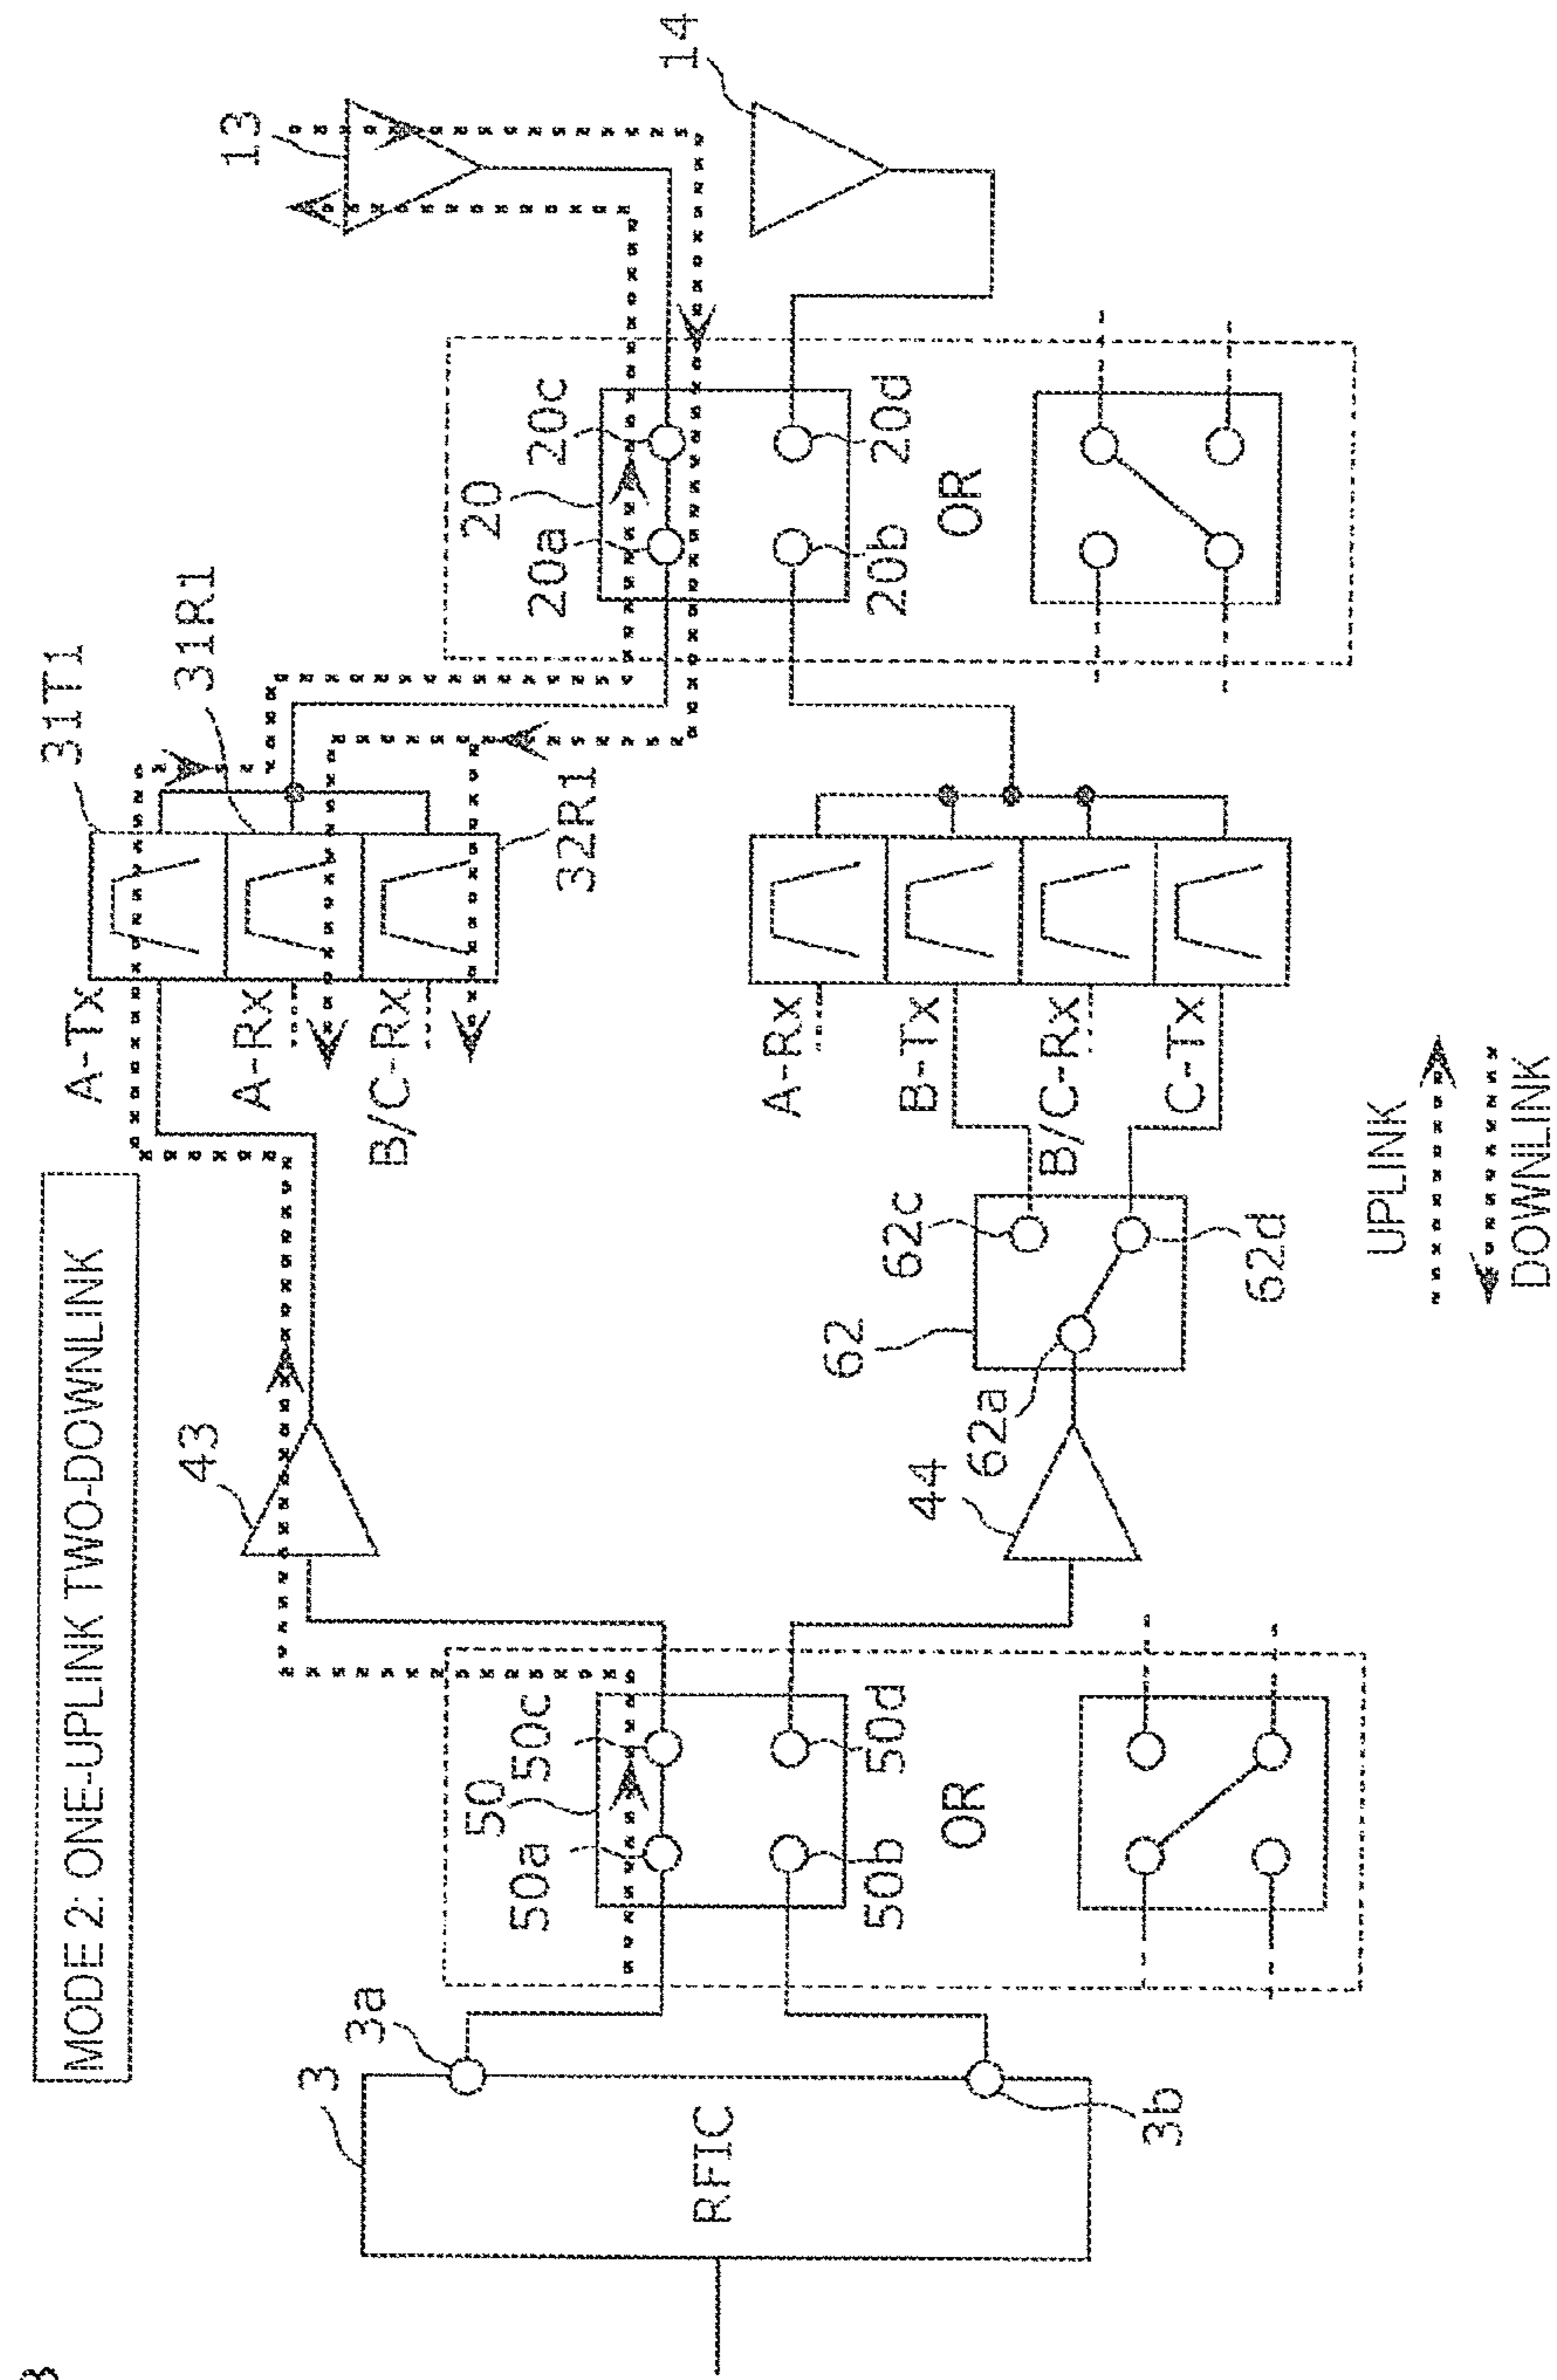 MODE 2: ONE-UPLINK TWO-DOWNLINK
3
3a
RFIC
3b
50
50a
50c
50b
50d
OR
43
44
62
62a
62c
62d
A-Tx
A-Rx
B/C-Rx
31T1
31R1
32R1
A-Rx
B-Tx
B/C-Rx
C-Tx
20
20a
20c
20b
20d
OR
13
14
UPLINK
DOWNLINK